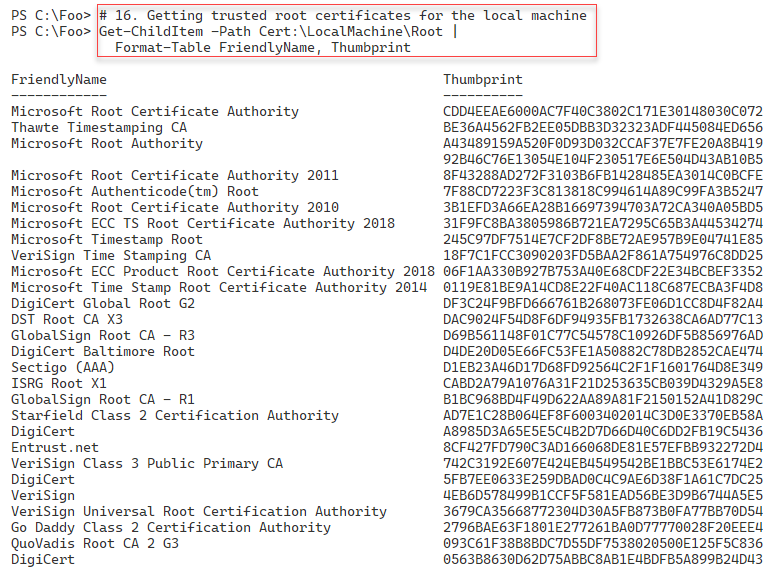 PS C:\Foo> # 16. Getting trusted root certificates for the local machine
PS C:\Foo> Get-ChildItem -Path Cert:\LocalMachine\Root |
Format-Table FriendlyName, Thumbprint
FriendlyName Thumbprint
------------ ----------
Microsoft Root Certificate Authority CDD4EEAE6000AC7F40C3802C171E30148030C072
Thawte Timestamping CA BE36A4562FB2EE05DBB3D32323ADF445084ED656
Microsoft Root Authority A43489159A520F0D93D032CCAF37E7FE20A8B419
92B46C76E13054E104F230517E6E504D43AB10B5
Microsoft Root Certificate Authority 2011 8F43288AD272F3103B6FB1428485EA3014C0BCFE
Microsoft Authenticode(tm) Root 7F88CD7223F3C813818C994614A89C99FA3B5247
Microsoft Root Certificate Authority 2010 3B1EFD3A66EA28B16697394703A72CA340A05BD5
Microsoft ECC TS Root Certificate Authority 2018 31F9FC8BA3805986B721EA7295C65B3A44534274
Microsoft Timestamp Root 245C97DF7514E7CF2DF8BE72AE957B9E04741E85
VeriSign Time Stamping CA 18F7C1FCC3090203FD5BAA2F861A754976C8DD25
Microsoft ECC Product Root Certificate Authority 2018 06F1AA330B927B753A40E68CDF22E34BCBEF3352
Microsoft Time Stamp Root Certificate Authority 2014 0119E81BE9A14CD8E22F40AC118C687ECBA3F4D8
DigiCert Global Root G2 DF3C24F9BFD666761B268073FE06D1CC8D4F82A4
DST Root CA X3 DAC9024F54D8F6DF94935FB1732638CA6AD77C13
GlobalSign Root CA - R3 D69B561148F01C77C54578C10926DF5B856976AD
DigiCert Baltimore Root D4DE20D05E66FC53FE1A50882C78DB2852CAE474
Sectigo (AAA) D1EB23A46D17D68FD92564C2F1F1601764D8E349
ISRG Root X1 CABD2A79A1076A31F21D253635CB039D4329A5E8
GlobalSign Root CA - R1 B1BC968BD4F49D622AA89A81F2150152A41D829C
Starfield Class 2 Certification Authority AD7E1C28B064EF8F6003402014C3D0E3370EB58A
DigiCert A8985D3A65E5E5C4B2D7D66D40C6DD2FB19C5436
Entrust.net 8CF427FD790C3AD166068DE81E57EFBB932272D4
VeriSign Class 3 Public Primary CA 742C3192E607E424EB4549542BE1BBC53E6174E2
DigiCert 5FB7EE0633E259DBAD0C4C9AE6D38F1A61C7DC25
VeriSign 4EB6D578499B1CCF5F581EAD56BE3D9B6744A5E5
VeriSign Universal Root Certification Authority 3679CA35668772304D30A5FB873B0FA77BB70D54
Go Daddy Class 2 Certification Authority 2796BAE63F1801E277261BA0D77770028F20EEE4
QuoVadis Root CA 2 G3 093C61F38B8BDC7D55DF7538020500E125F5C836
DigiCert 0563B8630D62D75ABBC8AB1E4BDFB5A899B24D43